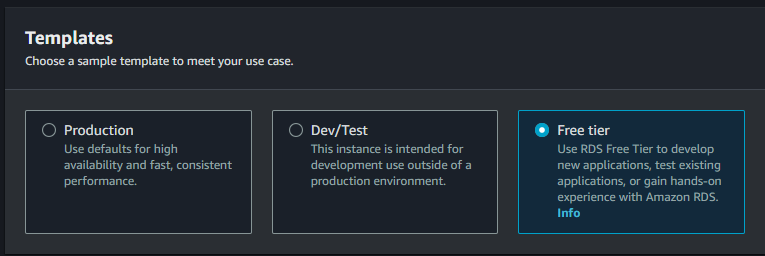 Templates
Choose a sample template to meet your use case.
Production
Use defaults for high
availability and fast, consistent
performance.
Dev/Test
This instance is intended for
development use outside of a
production environment.
Free tier
Use RDS Free Tier to develop
new applications, test existing
applications, or gain hands-on
experience with Amazon RDS.
Info